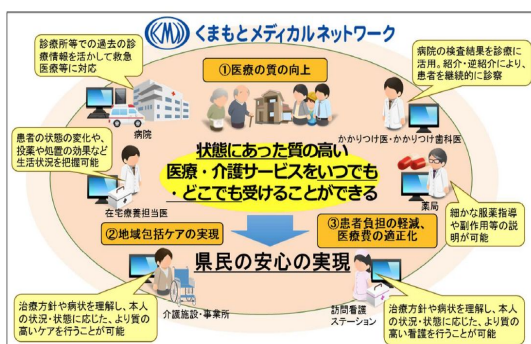 KMN くまもとメディカルネットワーク
診療所等での過去の診
療情報を活かして救急
医療等に対応
病院
①医療の質の向上
病院の検査結果を診療に
活用。紹介・逆紹介により、
患者を継続的に診察
かかりつけ医・かかりつけ歯科医
患者の状態の変化や、
投薬や処置の効果など
生活状況を把握可能
在宅療養担当医
状態にあった質の高い
医療・介護サービスをいつでも
・どこでも受けることができる
薬局
細かな服薬指導
や副作用等の説
明が可能
②地域包括ケアの実現
③患者負担の軽減、
医療費の適正化
県民の安心の実現
介護施設・事業所
訪問看護
ステーション
治療方針や病状を理解し、本人
の状況・状態に応じた、より質の
高いケアを行うことが可能
治療方針や病状を理解し、本人
の状況・状態に応じた、より質
の高い看護を行うことが可能